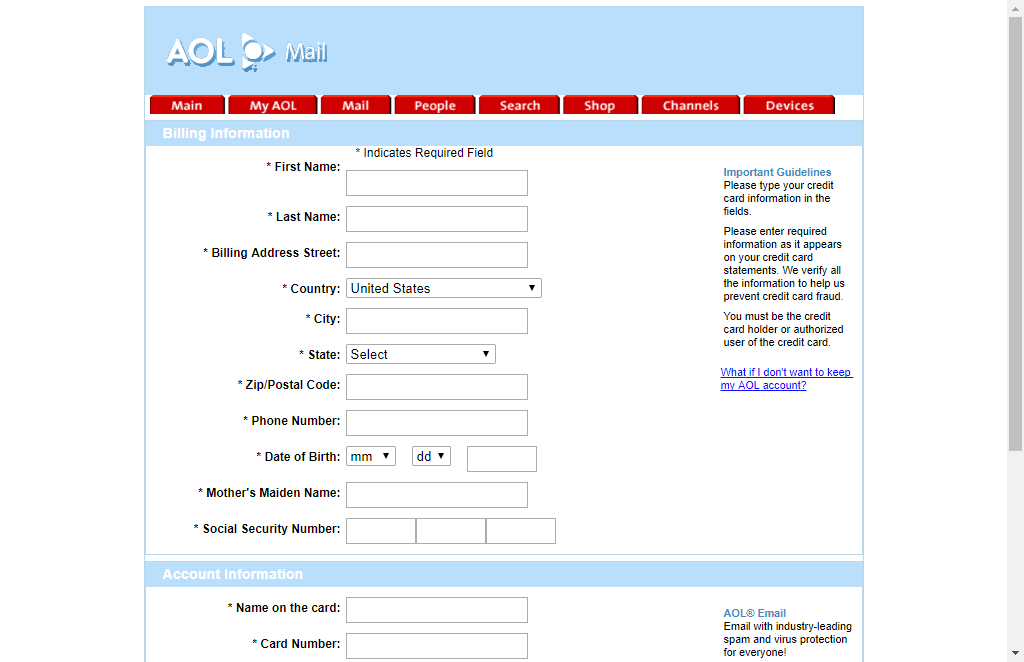 AOL Mail
Main My AOL Mail People Search Shop Channels Devices
Billing Information
* Indicates Required Field
* First Name:
* Last Name:
* Billing Address Street:
* Country: United States
* City:
* State: Select
* Zip/Postal Code:
* Phone Number:
* Date of Birth: mm dd
* Mother's Maiden Name:
* Social Security Number:
Important Guidelines
Please type your credit
card information in the
fields.
Please enter required
information as it appears
on your credit card
statements. We verify all
the information to help us
prevent credit card fraud.
You must be the credit
card holder or authorized
user of the credit card.
What if I don't want to keep
my AOL account?
Account Information
* Name on the card:
* Card Number:
AOL® Email
Email with industry-leading
spam and virus protection
for everyone!